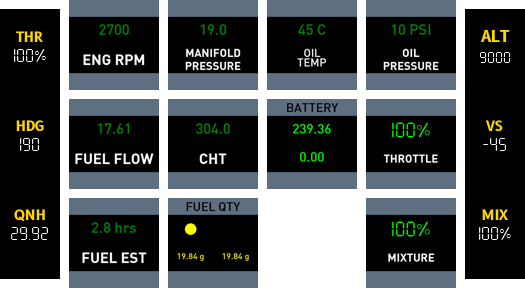 THR
100%
HDG
190
QNH
29.92
2700
ENG RPM
19.0
MANIFOLD
PRESSURE
45 C
OIL
TEMP
10 PSI
OIL
PRESSURE
17.61
FUEL FLOW
304.0
CHT
BATTERY
239.36
0.00
100%
THROTTLE
2.8 hrs
FUEL EST
FUEL QTY
19.84 g 19.84 g
100%
MIXTURE
ALT
9000
VS
-45
MIX
100%